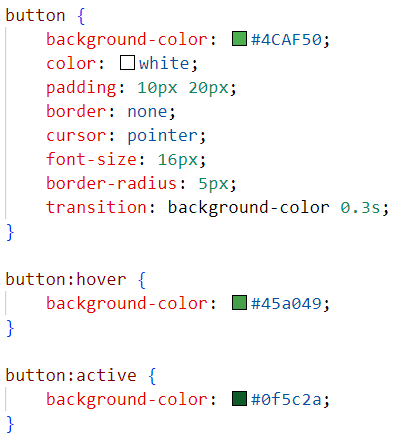 button {
    background-color: #4CAF50;
    color: white;
    padding: 10px 20px;
    border: none;
    cursor: pointer;
    font-size: 16px;
    border-radius: 5px;
    transition: background-color 0.3s;
}

button:hover {
    background-color: #45a049;
}

button:active {
    background-color: #0f5c2a;
}